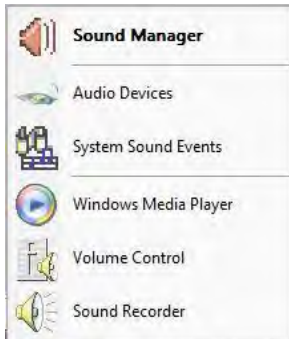 Sound Manager
Audio Devices
System Sound Events
Windows Media Player
Volume Control
Sound Recorder